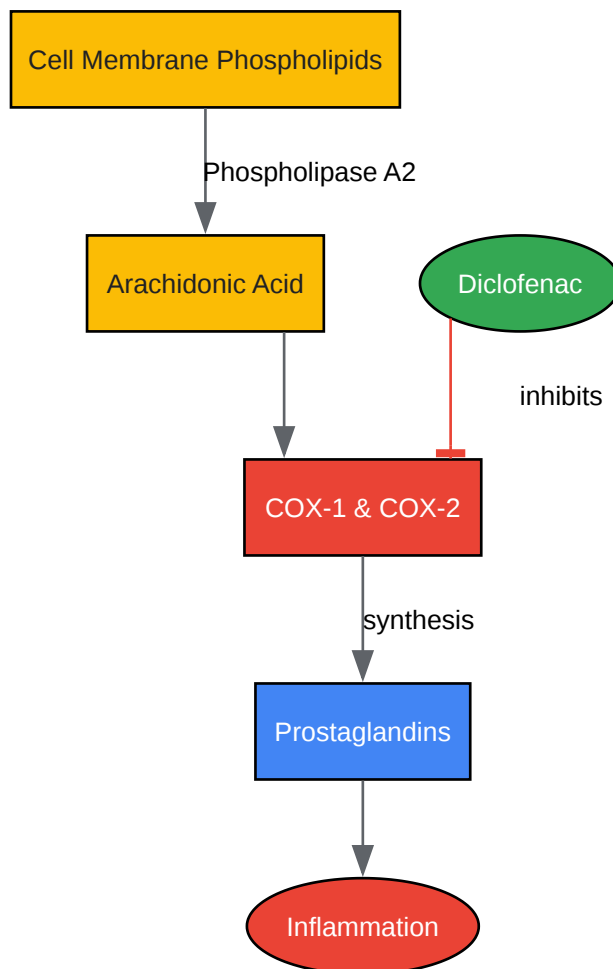 Cell Membrane Phospholipids
Phospholipase A2
Arachidonic Acid
Diclofenac
inhibits
COX-1 & COX-2
synthesis
Prostaglandins
Inflammation